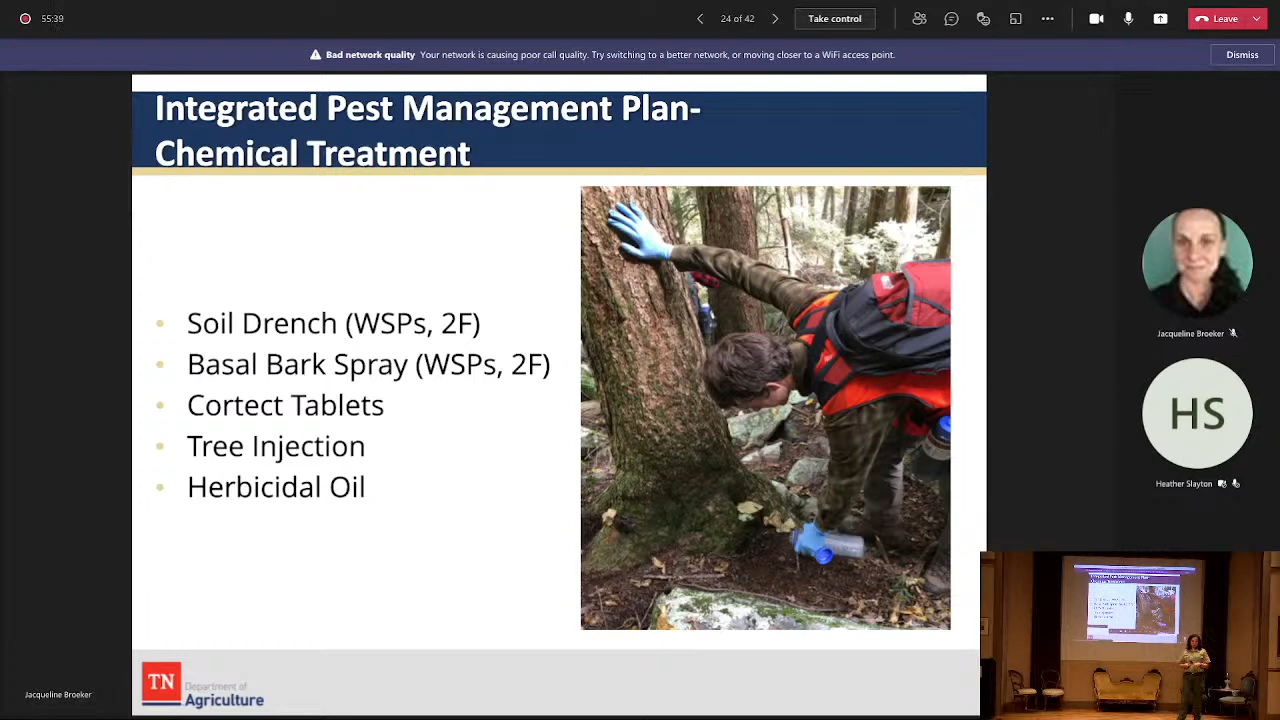 55:39
24 of 42
Take control
Leave
Bad network quality Your network is causing poor call quality. Try switching to a better network, or moving closer to a WiFi access point.
Dismiss
Integrated Pest Management Plan-
Chemical Treatment
• Soil Drench (WSPs, 2F)
• Basal Bark Spray (WSPs, 2F)
• Cortect Tablets
• Tree Injection
• Herbicidal Oil
Jacqueline Broeker
HS
Heather Slayton
TN
Department of
Agriculture
Jacqueline Broeker